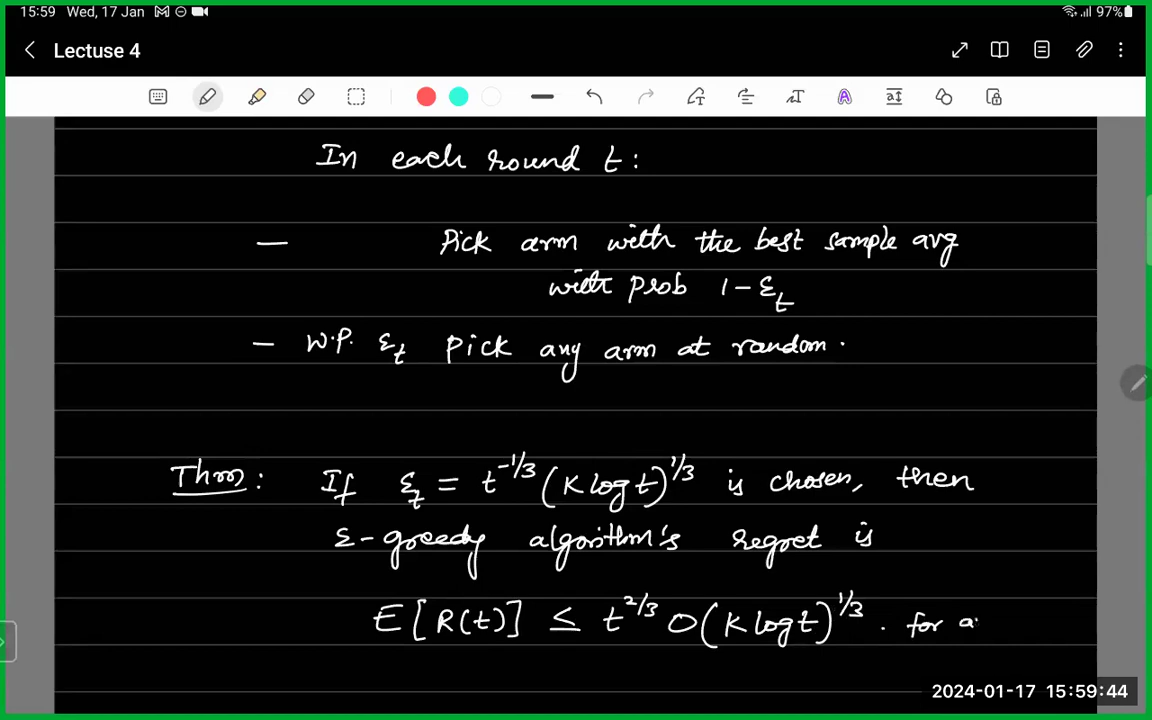 15:59 Wed, 17 Jan 97%
Lectuse 4
In each round t:
— Pick arm with the best sample avg
with prob 1-ε_t
— W.P. ε_t pick any arm at random.
Thm: If ε_t = t^{-1/3} (K log t)^{1/3} is chosen, then
ε-greedy algorithm's regret is
E[R(t)] ≤ t^{2/3} O(K log t)^{1/3}. for a
2024-01-17 15:59:44